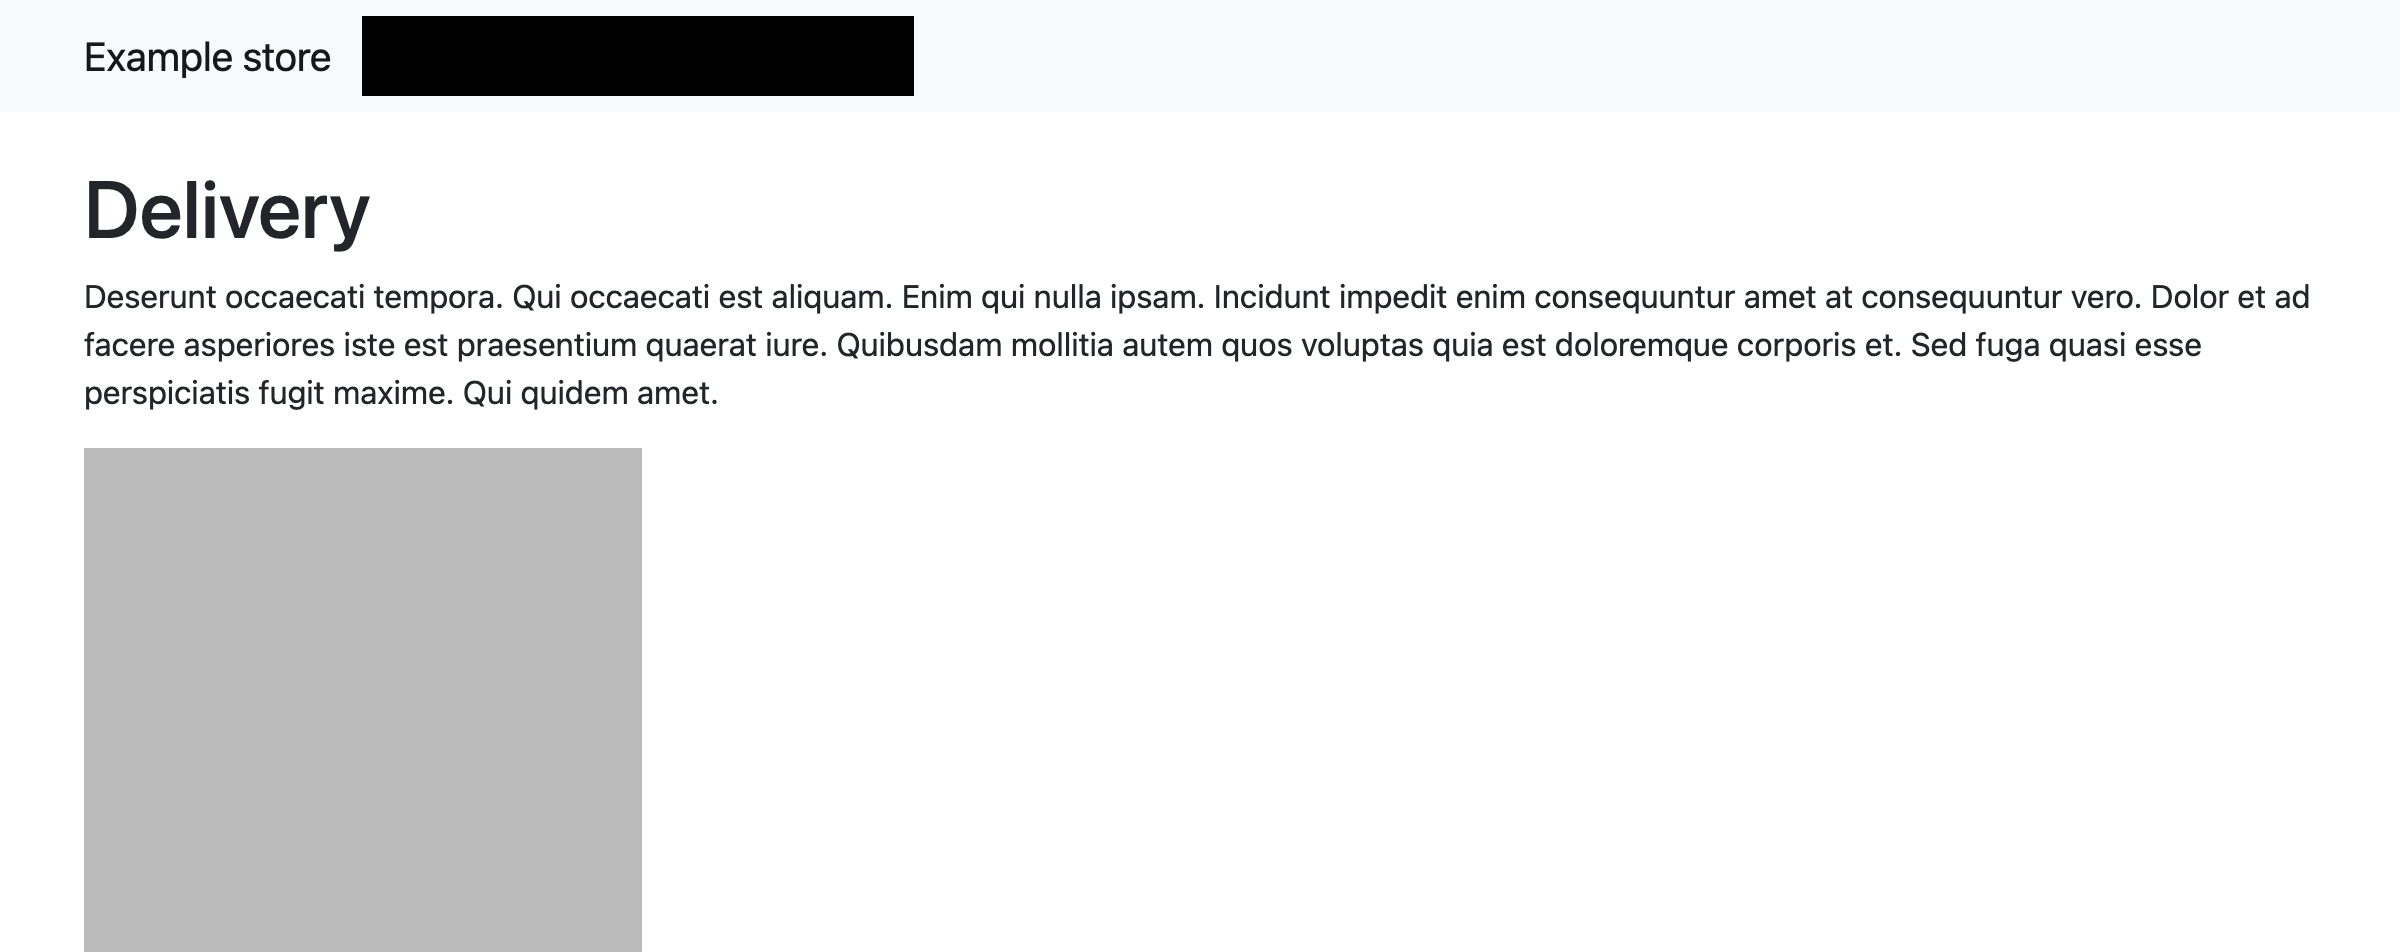 Example store
Delivery
Deserunt occaecati tempora. Qui occaecati est aliquam. Enim qui nulla ipsam. Incidunt impedit enim consequuntur amet at consequuntur vero. Dolor et ad
facere asperiores iste est praesentium quaerat iure. Quibusdam mollitia autem quos voluptas quia est doloremque corporis et. Sed fuga quasi esse
perspiciatis fugit maxime. Qui quidem amet.